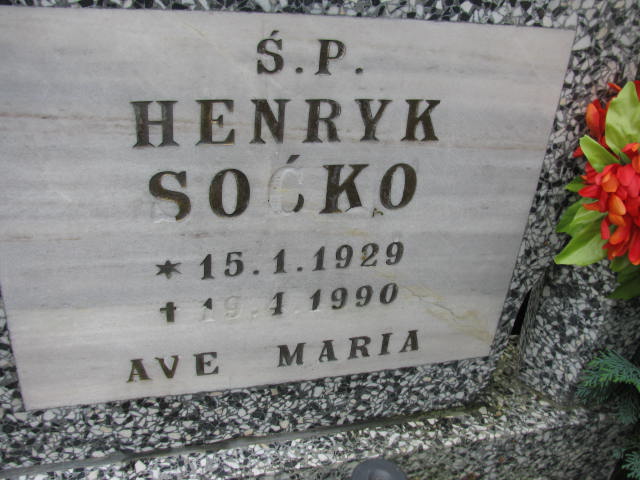 Ś.P.
HENRYK
SOĆKO
* 15.1.1929
† 19.1.1990
AVE MARIA